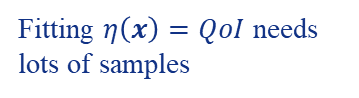 Fitting η(x) = QoI needs
lots of samples